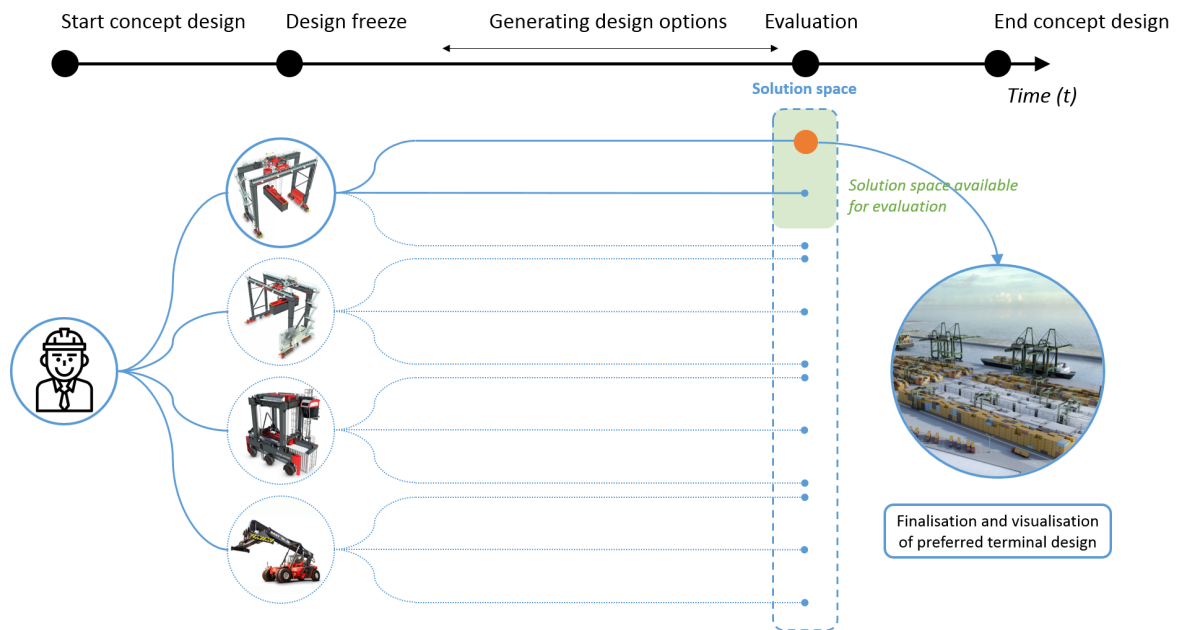 Start concept design
Design freeze
Generating design options
Evaluation
End concept design
Time (t)
Solution space
Solution space available
for evaluation
Finalisation and visualisation
of preferred terminal design